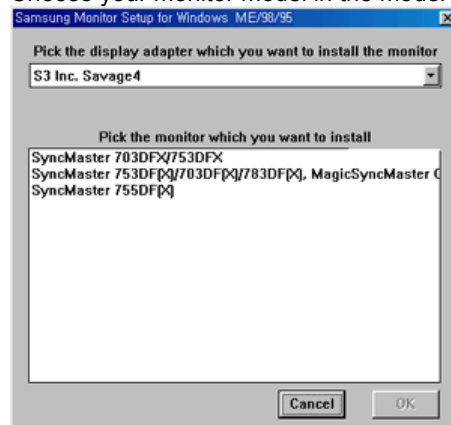 Choose your monitor model in the model
Samsung Monitor Setup for Windows  ME/98/95
Pick the display adapter which you want to install the monitor
S3 Inc. Savage4
Pick the monitor which you want to install
SyncMaster 703DFX/753DFX
SyncMaster 753DF[X]/703DF[X]/783DF[X], MagicSyncMaster
SyncMaster 755DF[X]
Cancel
OK